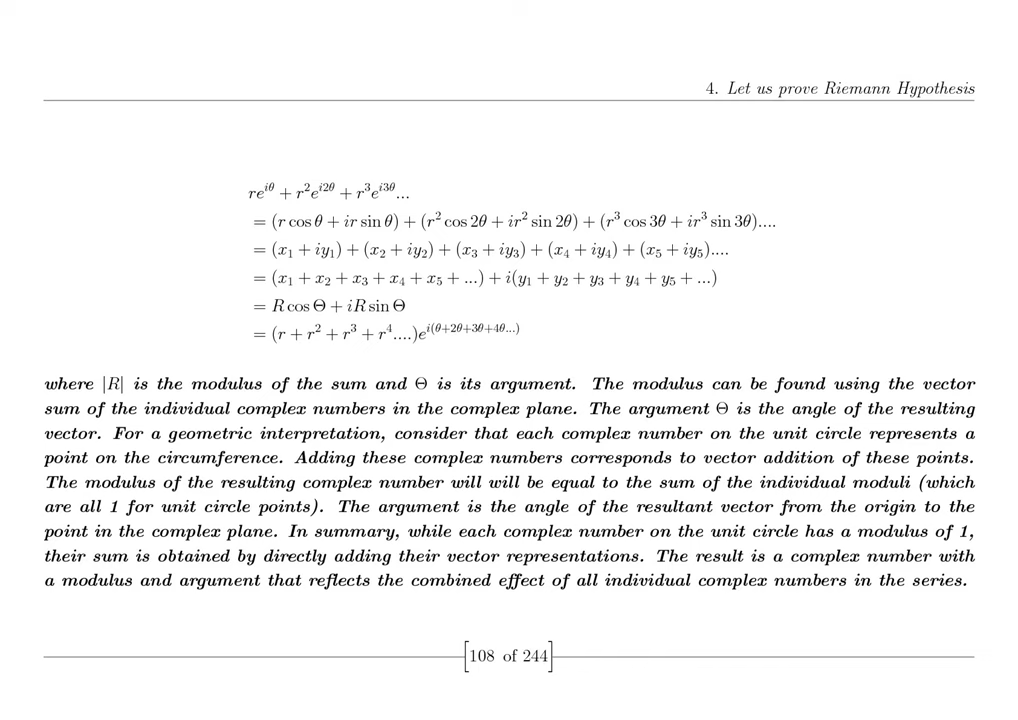 4. Let us prove Riemann Hypothesis
re^{iθ} + r^2e^{i2θ} + r^3e^{i3θ}...
= (r cos θ + ir sin θ) + (r^2 cos 2θ + ir^2 sin 2θ) + (r^3 cos 3θ + ir^3 sin 3θ)....
= (x_1 + iy_1) + (x_2 + iy_2) + (x_3 + iy_3) + (x_4 + iy_4) + (x_5 + iy_5)....
= (x_1 + x_2 + x_3 + x_4 + x_5 + ...) + i(y_1 + y_2 + y_3 + y_4 + y_5 + ...)
= R cos Θ + iR sin Θ
= (r + r^2 + r^3 + r^4....)e^{i(θ+2θ+3θ+4θ...)}
where |R| is the modulus of the sum and Θ is its argument. The modulus can be found using the vector
sum of the individual complex numbers in the complex plane. The argument Θ is the angle of the resulting
vector. For a geometric interpretation, consider that each complex number on the unit circle represents a
point on the circumference. Adding these complex numbers corresponds to vector addition of these points.
The modulus of the resulting complex number will will be equal to the sum of the individual moduli (which
are all 1 for unit circle points). The argument is the angle of the resultant vector from the origin to the
point in the complex plane. In summary, while each complex number on the unit circle has a modulus of 1,
their sum is obtained by directly adding their vector representations. The result is a complex number with
a modulus and argument that reflects the combined effect of all individual complex numbers in the series.
[108 of 244]